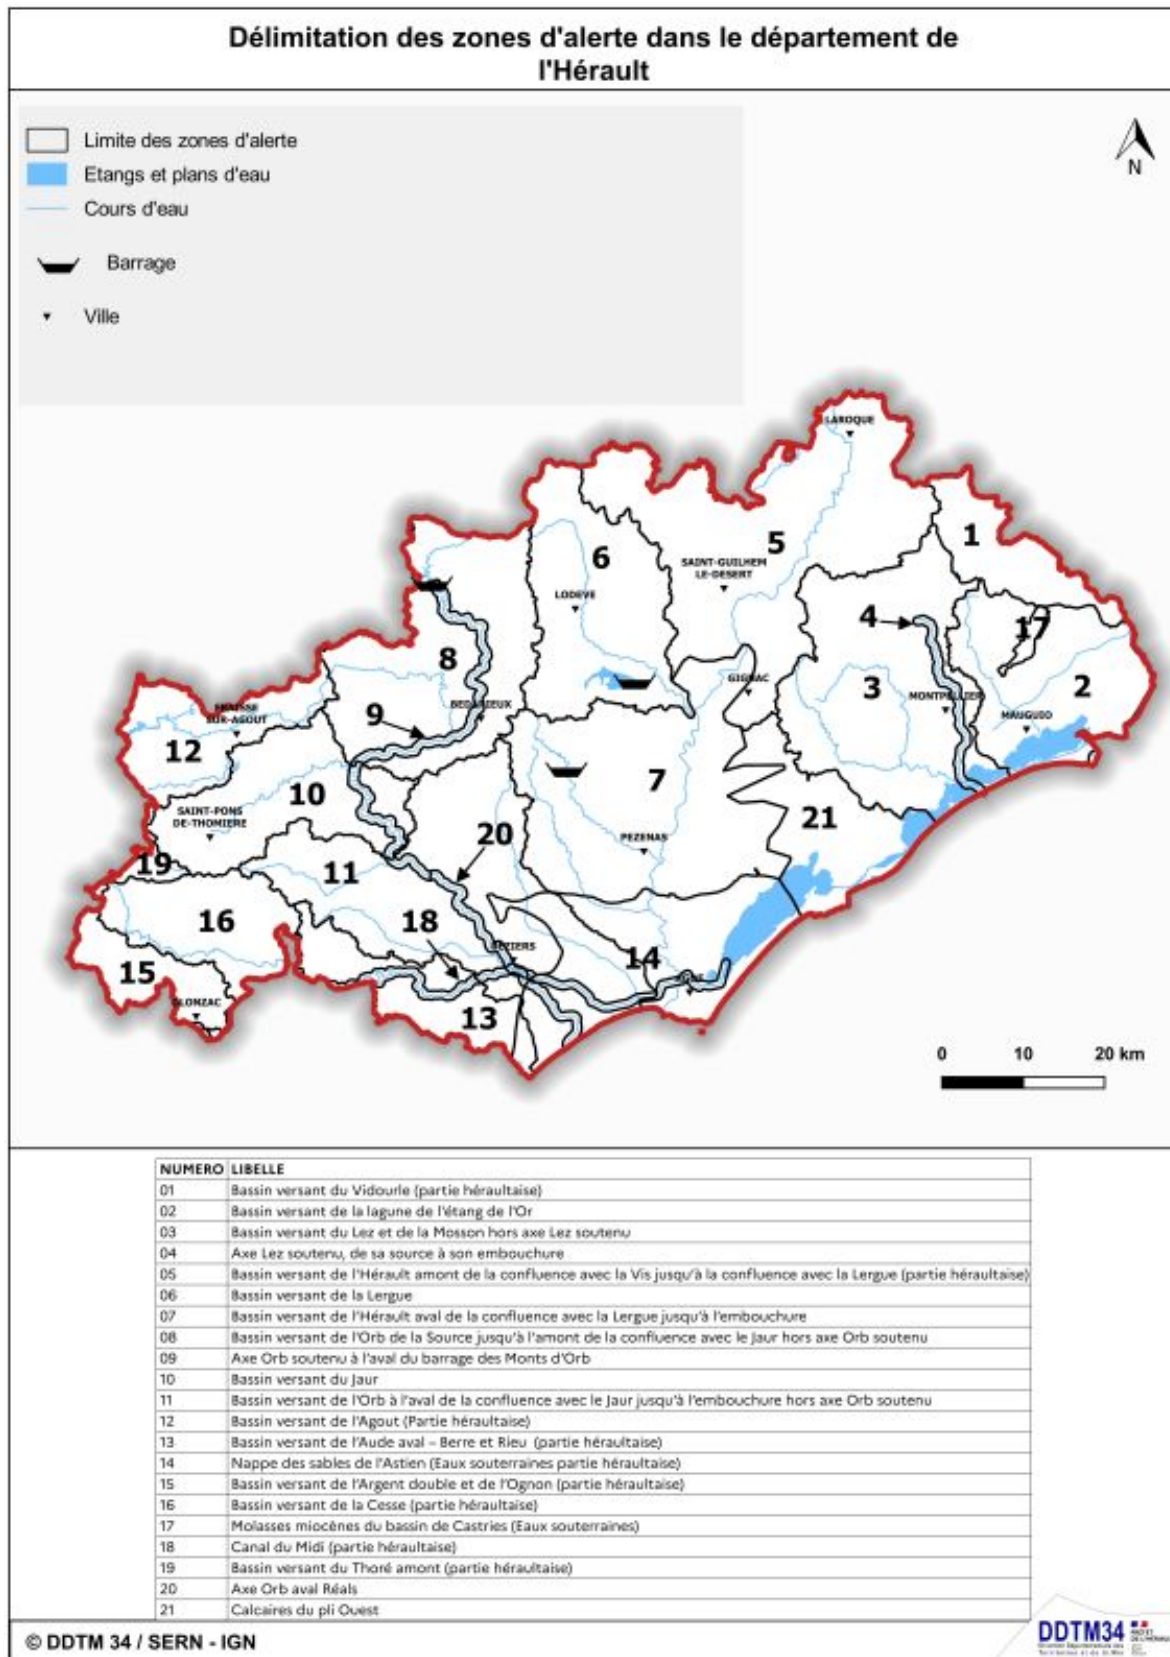 Délimitation des zones d'alerte dans le département de
l'Hérault
Limite des zones d'alerte
Etangs et plans d'eau
Cours d'eau
Barrage
Ville
N
LAROQUE
1
5
6
SAINT-GUILHEM
LE-DESERT
LODEVE
4
17
8
GIGNAC
3
2
MONTPELLIER
BEDARIEUX
9
MAUGUIO
FRAISSE
SUR-AGOUT
12
7
10
SAINT-PONS
DE-THOMIERE
20
21
PEZENAS
19
11
16
18
BEZIERS
14
15
OLONZAC
13
0 10 20 km
NUMERO LIBELLE
01 Bassin versant du Vidourle (partie héraultaise)
02 Bassin versant de la lagune de l'étang de l'Or
03 Bassin versant du Lez et de la Mosson hors axe Lez soutenu
04 Axe Lez soutenu, de sa source à son embouchure
05 Bassin versant de l'Hérault amont de la confluence avec la Vis jusqu'à la confluence avec la Lergue (partie héraultaise)
06 Bassin versant de la Lergue
07 Bassin versant de l'Hérault aval de la confluence avec la Lergue jusqu'à l'embouchure
08 Bassin versant de l'Orb de la Source jusqu'à l'amont de la confluence avec le Jaur hors axe Orb soutenu
09 Axe Orb soutenu à l'aval du barrage des Monts d'Orb
10 Bassin versant du Jaur
11 Bassin versant de l'Orb à l'aval de la confluence avec le Jaur jusqu'à l'embouchure hors axe Orb soutenu
12 Bassin versant de l'Agout (Partie héraultaise)
13 Bassin versant de l'Aude aval – Berre et Rieu (partie héraultaise)
14 Nappe des sables de l'Astien (Eaux souterraines partie héraultaise)
15 Bassin versant de l'Argent double et de l'Ognon (partie héraultaise)
16 Bassin versant de la Cesse (partie héraultaise)
17 Molasses miocènes du bassin de Castries (Eaux souterraines)
18 Canal du Midi (partie héraultaise)
19 Bassin versant du Thoré amont (partie héraultaise)
20 Axe Orb aval Réals
21 Calcaires du pli Ouest
© DDTM 34 / SERN - IGN
DDTM34